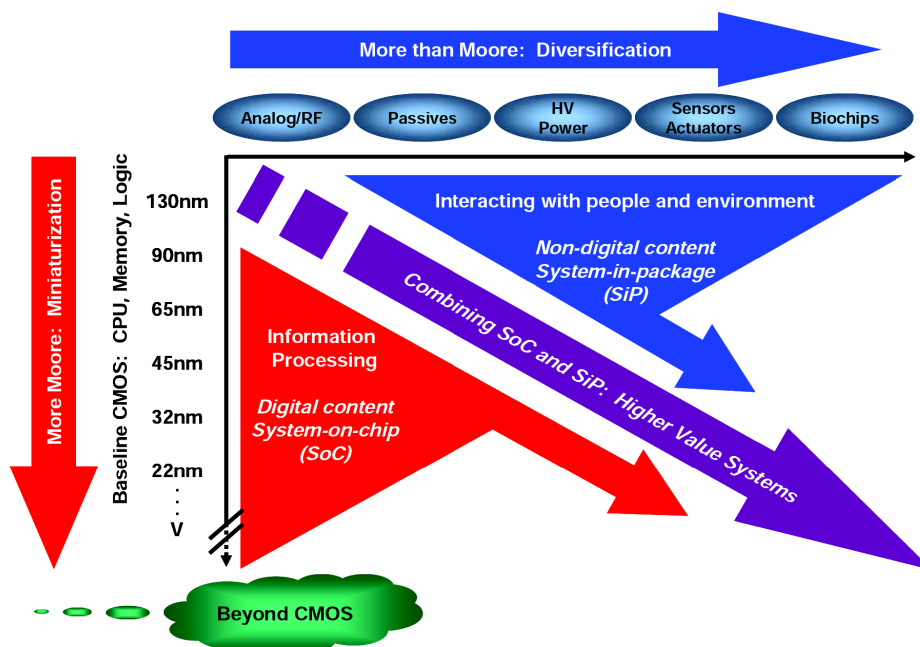 More than Moore:  Diversification
Analog/RF
Passives
HV
Power
Sensors
Actuators
Biochips
More Moore:  Miniaturization
Baseline CMOS:  CPU, Memory, Logic
130nm
90nm
65nm
45nm
32nm
22nm
.
.
.
.
V
Interacting with people and environment
Non-digital content
System-in-package
(SiP)
Combining SoC and SiP:  Higher Value Systems
Information
Processing
Digital content
System-on-chip
(SoC)
Beyond CMOS